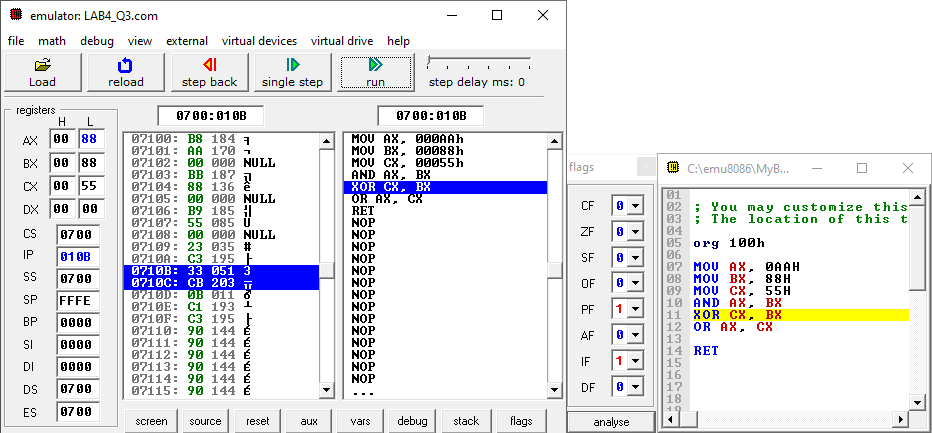 emulator: LAB4_Q3.com
file math debug view external virtual devices virtual drive help
Load reload step back single step run step delay ms: 0
registers
H L
AX 00 88
BX 00 88
CX 00 55
DX 00 00
CS 0700
IP 010B
SS 0700
SP FFFE
BP 0000
SI 0000
DI 0000
DS 0700
ES 0700
0700:010B
07100: B8 184 ╕
07101: AA 170 ¬
07102: 00 000 NULL
07103: BB 187 ╗
07104: 88 136 ê
07105: 00 000 NULL
07106: B9 185 ╣
07107: 55 085 U
07108: 00 000 NULL
07109: 23 035 #
0710A: C3 195 ├
0710B: 33 051 3
0710C: CB 203 ╦
0710D: 0B 011
0710E: C1 193 ┴
0710F: C3 195 ├
07110: 90 144 É
07111: 90 144 É
07112: 90 144 É
07113: 90 144 É
07114: 90 144 É
07115: 90 144 É
0700:010B
MOV AX, 000AAh
MOV BX, 00088h
MOV CX, 00055h
AND AX, BX
XOR CX, BX
OR AX, CX
RET
NOP
NOP
NOP
NOP
NOP
NOP
NOP
NOP
NOP
NOP
NOP
NOP
NOP
NOP
...
screen source reset aux vars debug stack flags
flags
CF 0
ZF 0
SF 0
OF 0
PF 1
AF 0
IF 1
DF 0
analyse
C:\emu8086\MyB...
01
02 ; You may customize this
03 ; The location of this t
04
05 org 100h
06
07 MOV AX, 0AAH
08 MOV BX, 88H
09 MOV CX, 55H
10 AND AX, BX
11 XOR CX, BX
12 OR AX, CX
13
14 RET
15
16
17
18